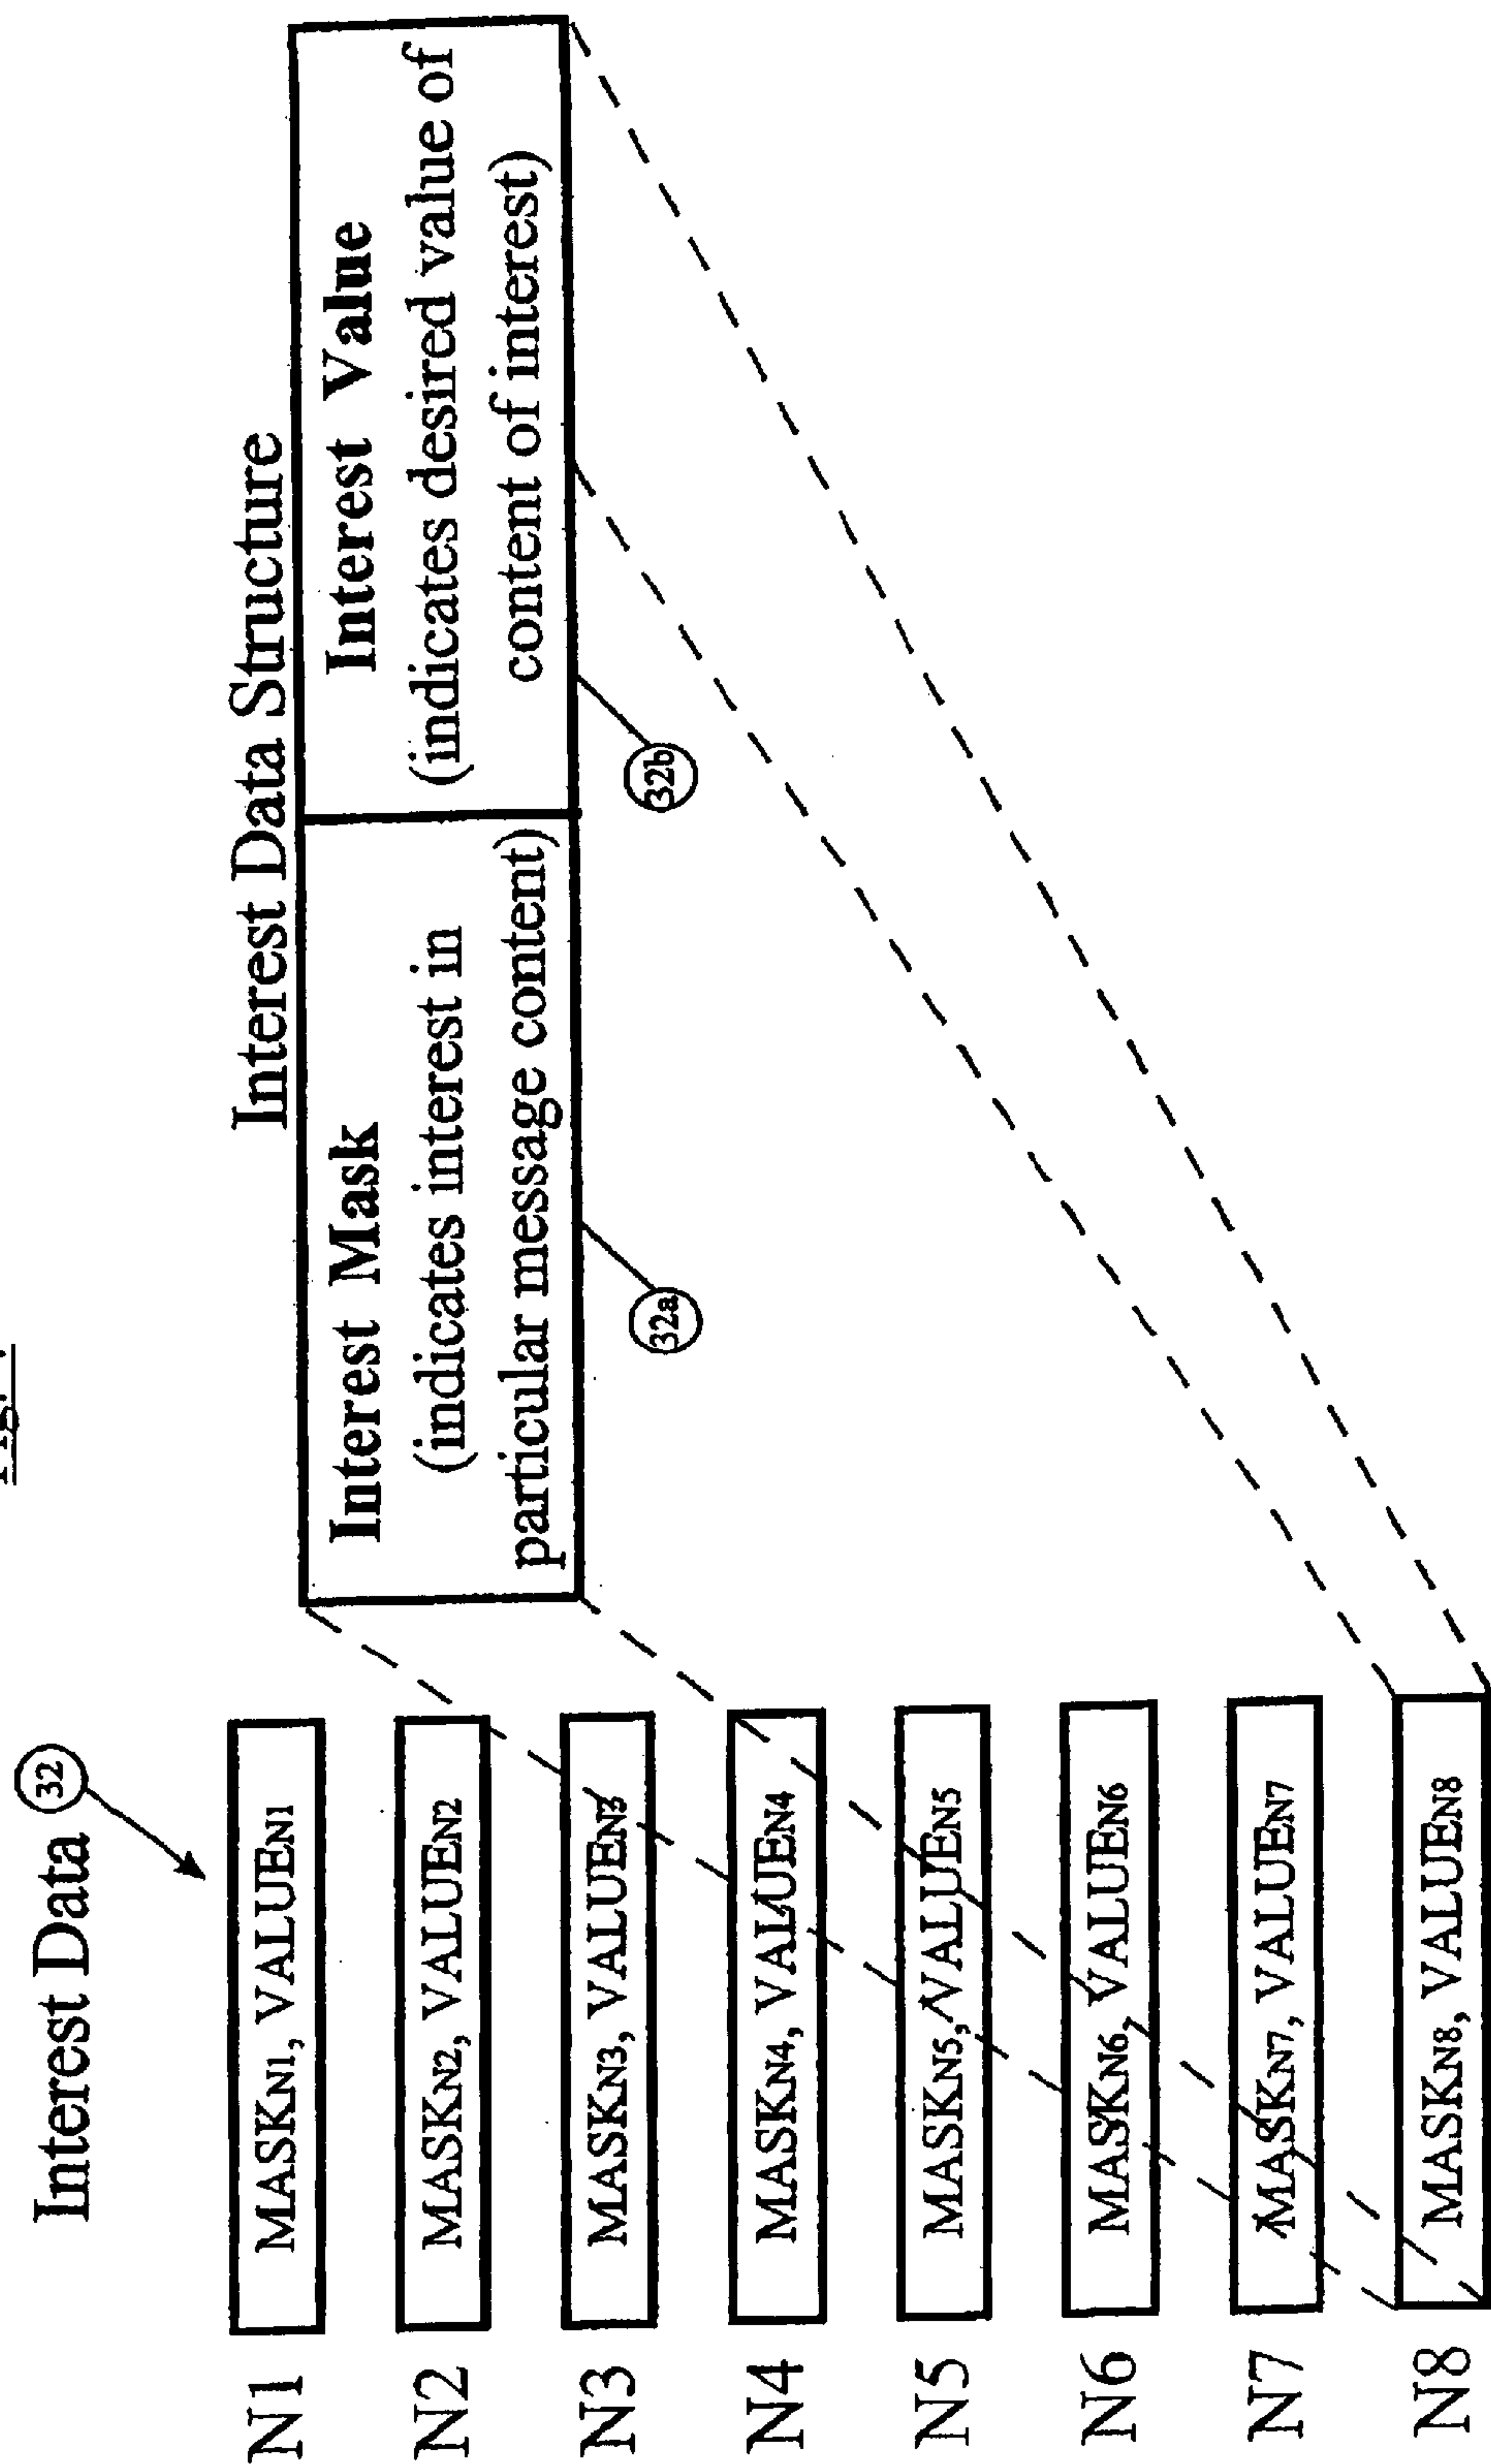 Interest Data
32
Interest Data Structure
Interest Mask
(indicates interest in
particular message content)
32a
Interest Value
(indicates desired value of
content of interest)
32b
N1 MASKN1, VALUEN1
N2 MASKN2, VALUEN2
N3 MASKN3, VALUEN3
N4 MASKN4, VALUEN4
N5 MASKN5, VALUEN5
N6 MASKN6, VALUEN6
N7 MASKN7, VALUEN7
N8 MASKN8, VALUEN8